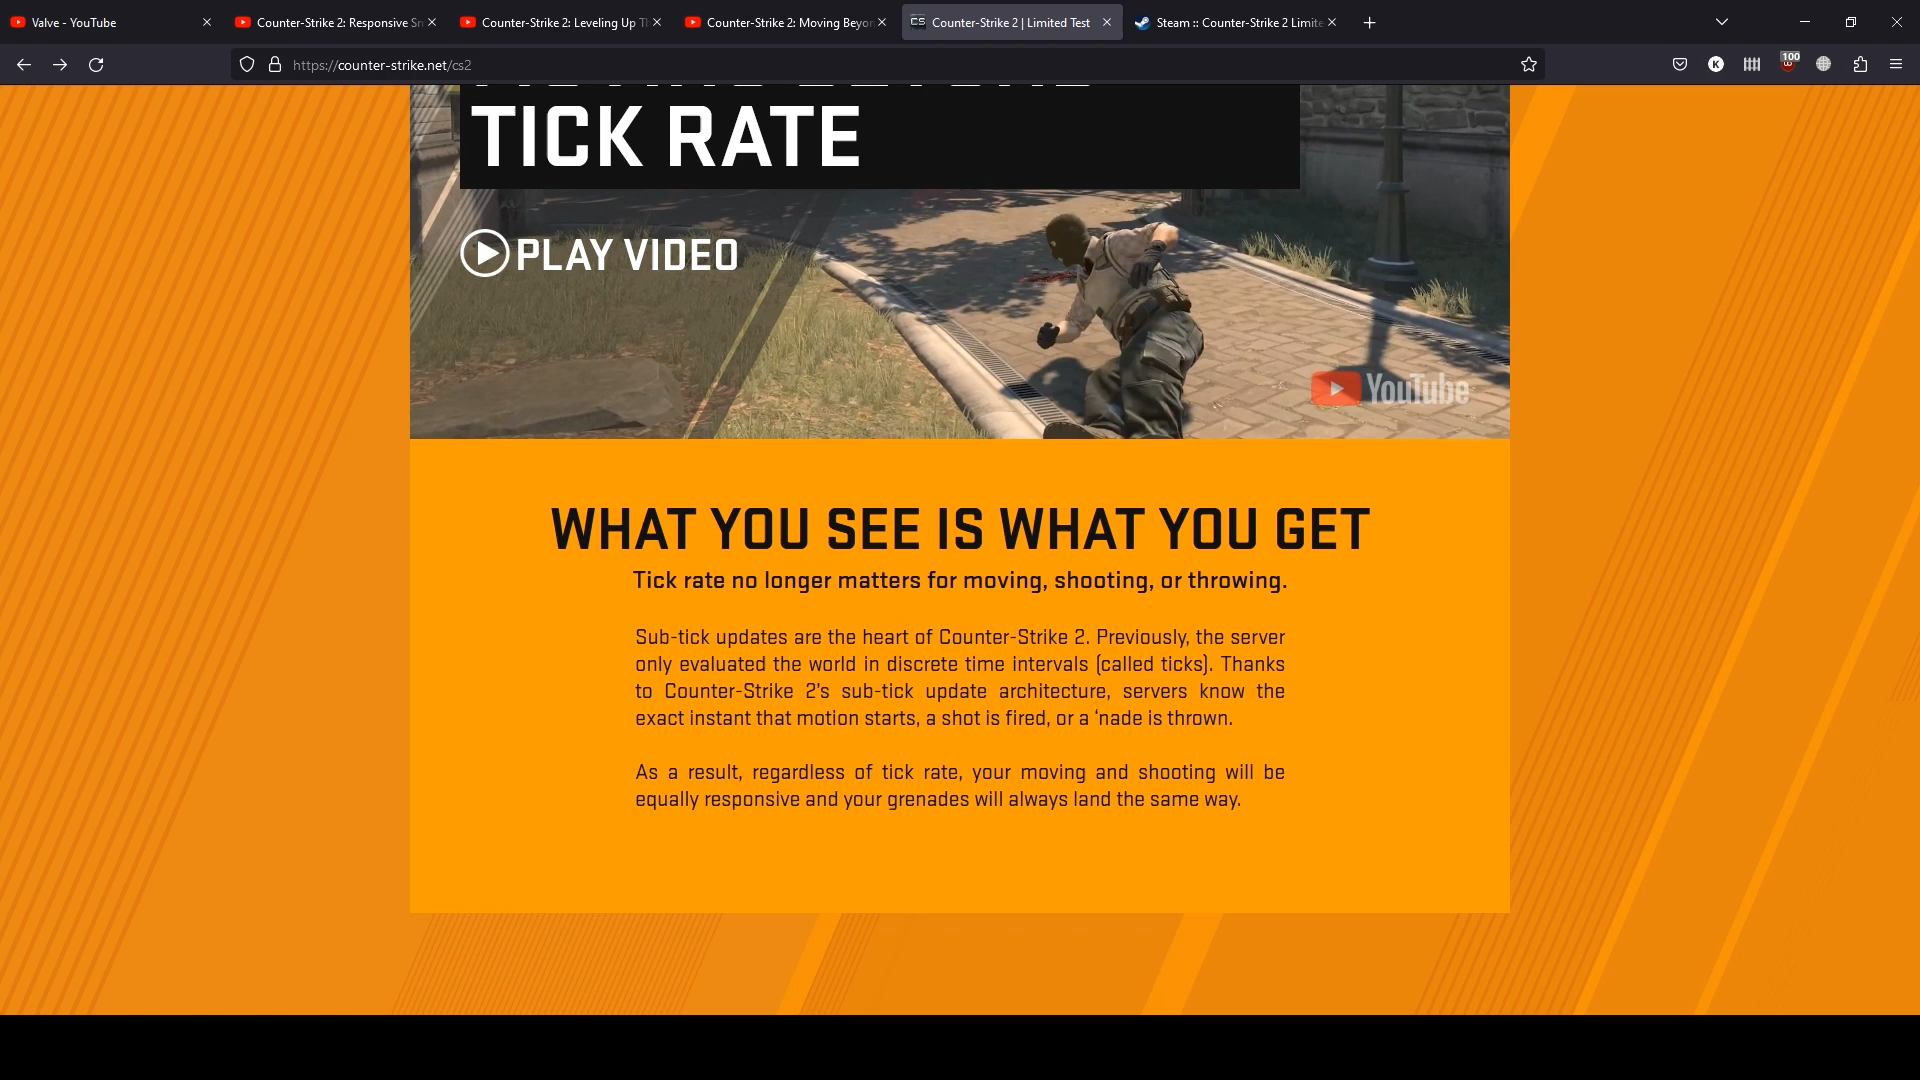 Valve - YouTube
Counter-Strike 2: Responsive Sm
Counter-Strike 2: Leveling Up Th
Counter-Strike 2: Moving Beyon
Counter-Strike 2 | Limited Test
Steam :: Counter-Strike 2 Limite
https://counter-strike.net/cs2
K
100
TICK RATE
PLAY VIDEO
YouTube
WHAT YOU SEE IS WHAT YOU GET
Tick rate no longer matters for moving, shooting, or throwing.
Sub-tick updates are the heart of Counter-Strike 2. Previously, the server
only evaluated the world in discrete time intervals (called ticks). Thanks
to Counter-Strike 2's sub-tick update architecture, servers know the
exact instant that motion starts, a shot is fired, or a ‘nade is thrown.
As a result, regardless of tick rate, your moving and shooting will be
equally responsive and your grenades will always land the same way.